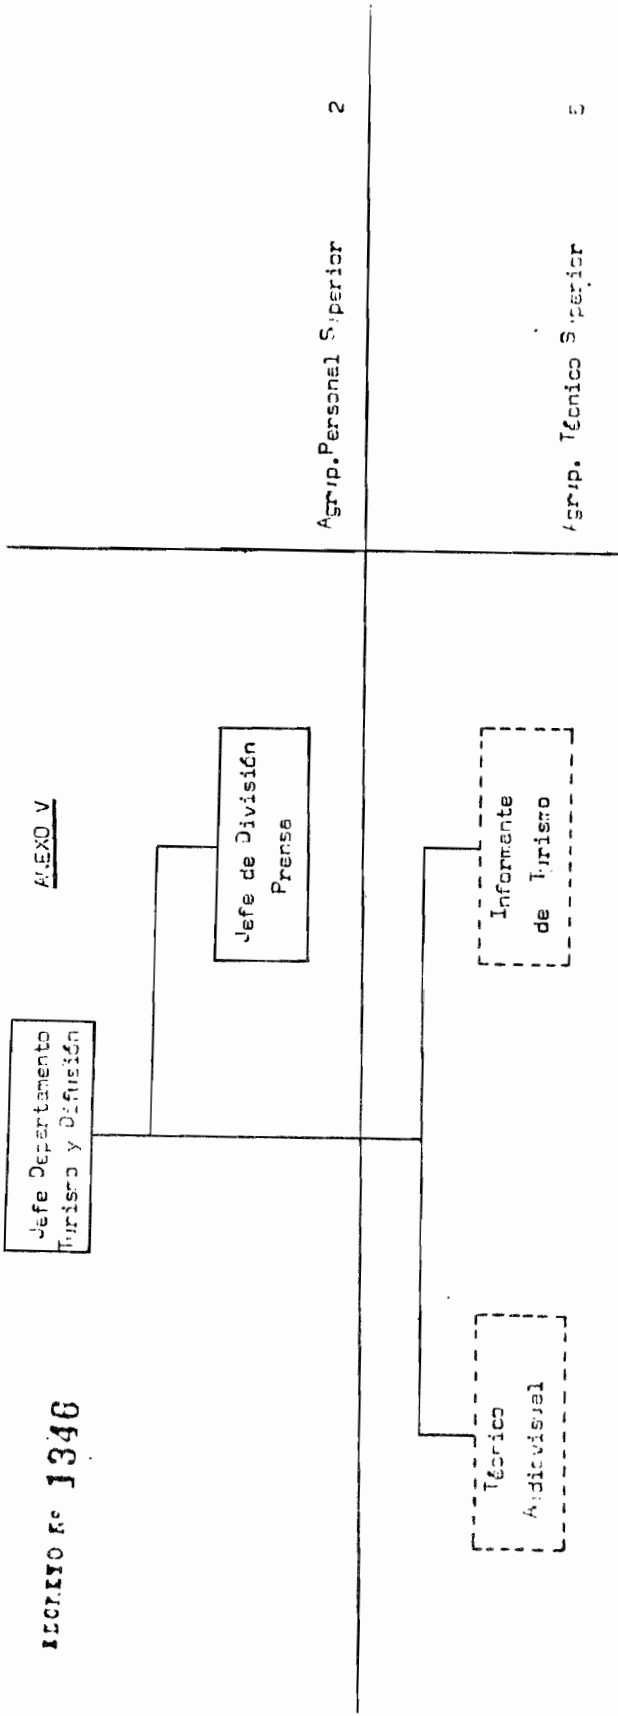 DECRETO Nº 1346
ANEXO V
Jefe Departamento
Turismo y Difusión
Jefe de División
Prensa
Agrup. Personal Superior 2
Técnico
Audiovisual
Informante
de Turismo
Agrup. Técnico Superior